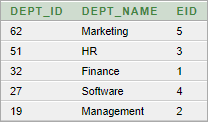 DEPT_ID DEPT_NAME EID
62 Marketing 5
51 HR 3
32 Finance 1
27 Software 4
19 Management 2